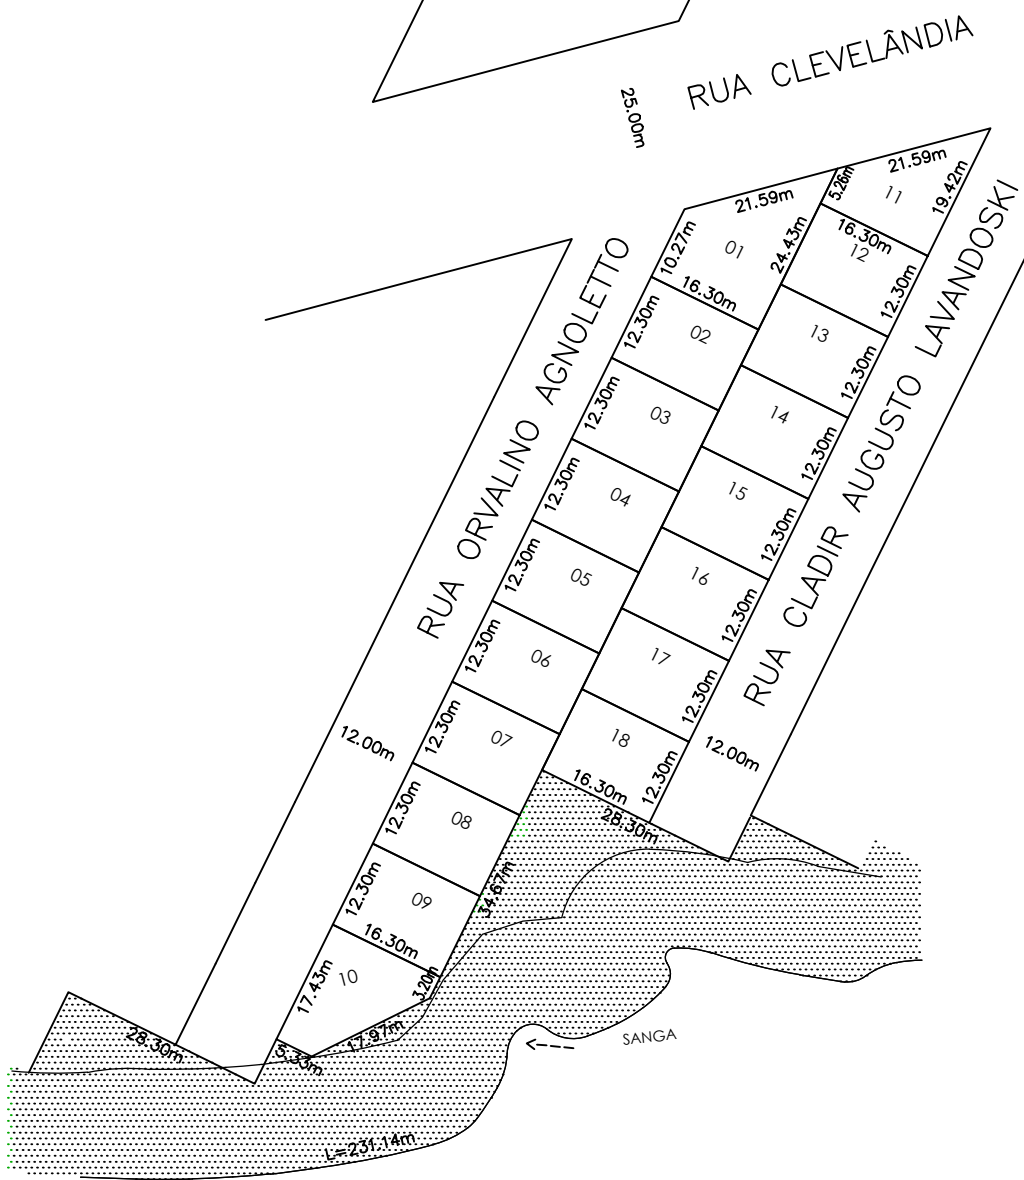 RUA CLEVELÂNDIA
25.00m
21.59m
5.26m
11
19.42m
21.59m
10.27m
01
24.43m
16.30m
12
16.30m
12.30m
12.30m
02
13
12.30m
12.30m
03
14
12.30m
12.30m
04
15
12.30m
12.30m
05
16
12.30m
12.30m
06
17
12.30m
12.30m
07
18
12.30m
16.30m
28.30m
12.30m
08
12.30m
09
34.67m
16.30m
10
17.43m
3.20m
17.97m
5.33m
28.30m
12.00m
12.00m
RUA ORVALINO AGNOLETTO
RUA CLADIR AUGUSTO LAVANDOSKI
SANGA
L=231.14m